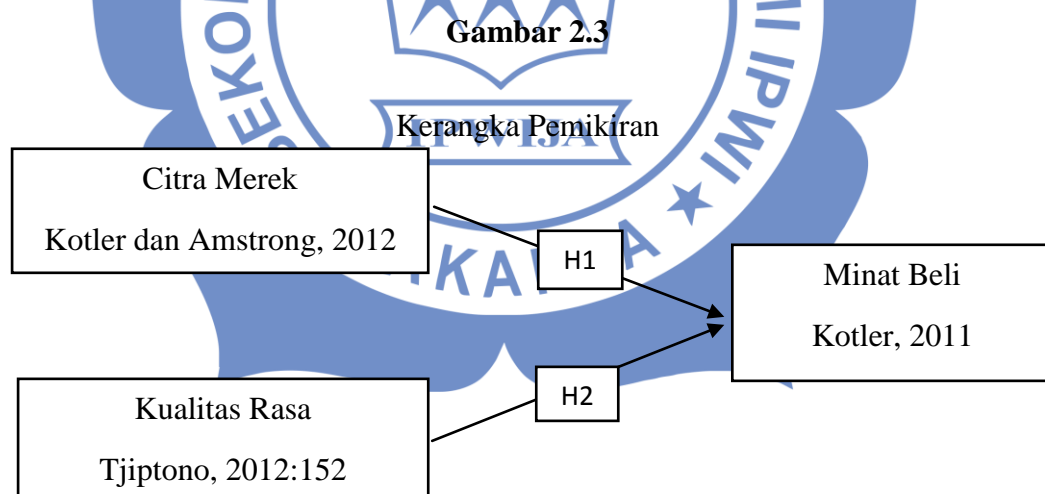 Gambar 2.3
Kerangka Pemikiran
IPWIJA
Citra Merek
Kotler dan Amstrong, 2012
H1
Minat Beli
Kotler, 2011
H2
Kualitas Rasa
Tjiptono, 2012:152